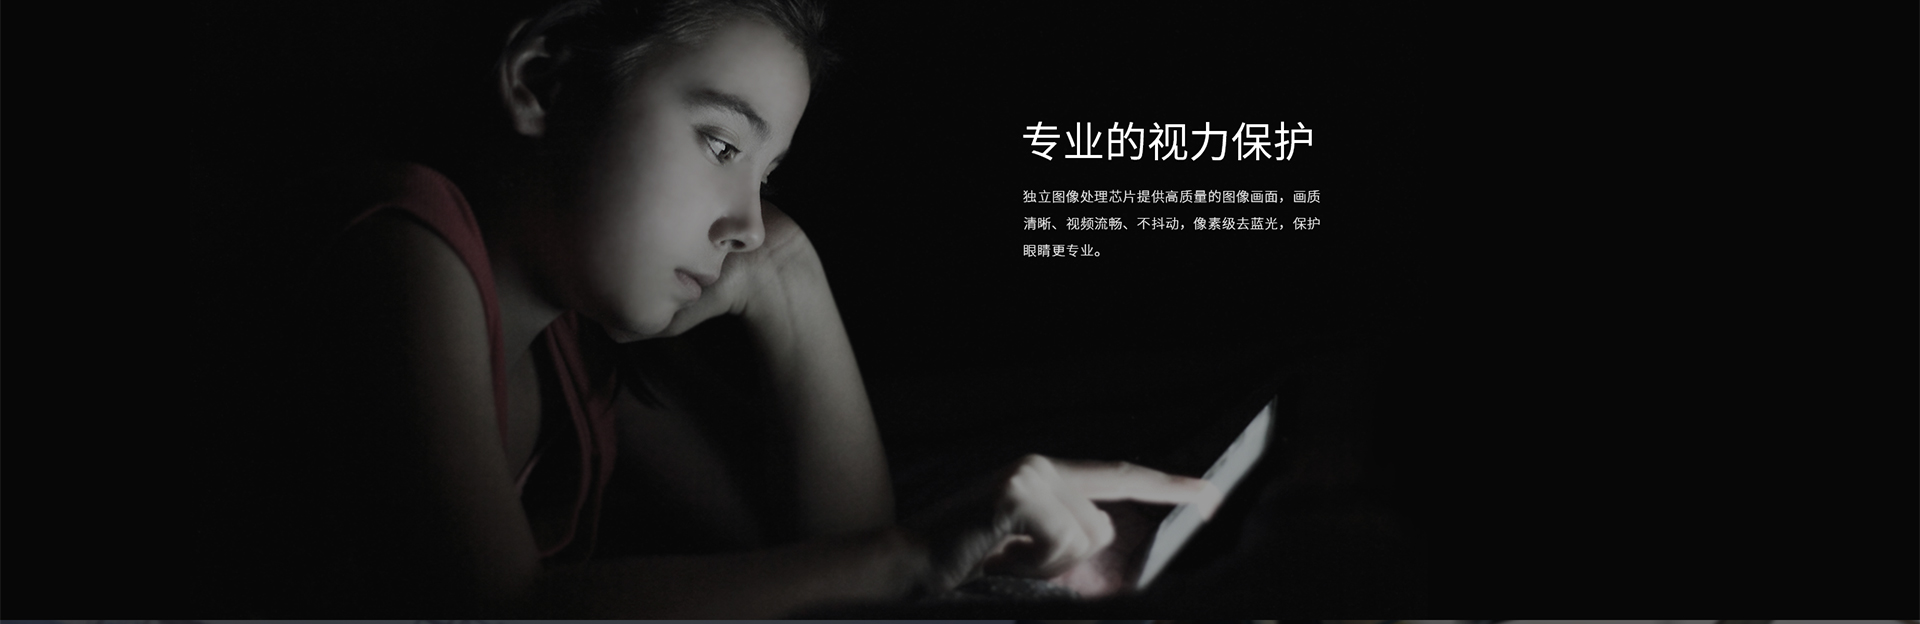 专业的视力保护
独立图像处理芯片提供高质量的图像画面，画质
清晰、视频流畅、不抖动，像素级去蓝光，保护
眼睛更专业。